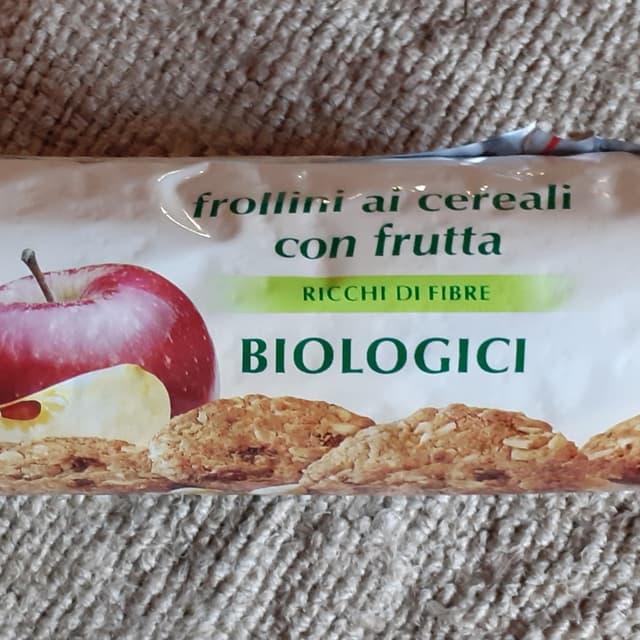 frollini ai cereali
con frutta
RICCHI DI FIBRE
BIOLOGICI